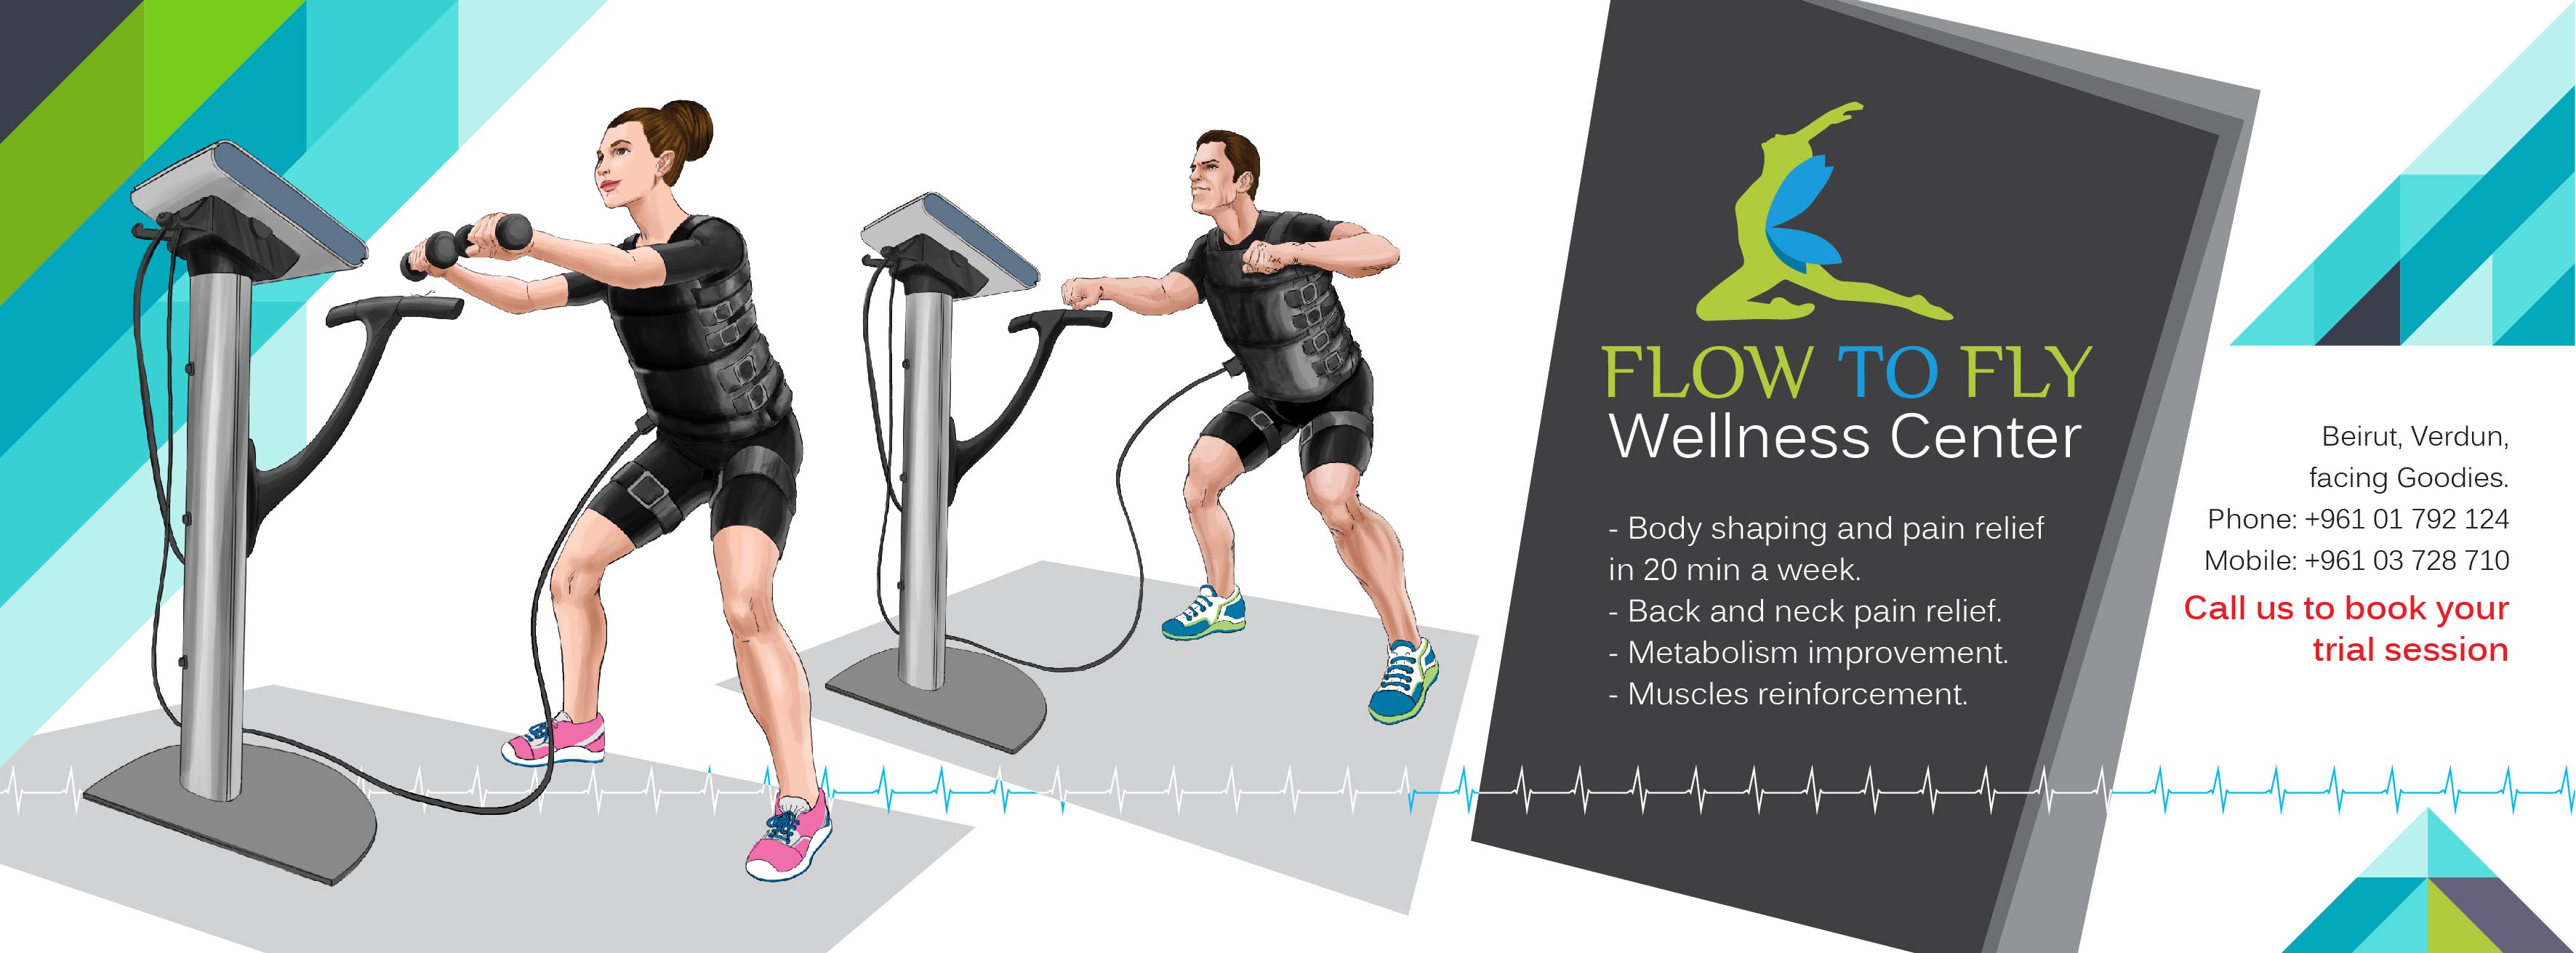 FLOW TO FLY
Wellness Center
- Body shaping and pain relief
in 20 min a week.
- Back and neck pain relief.
- Metabolism improvement.
- Muscles reinforcement.
Beirut, Verdun,
facing Goodies.
Phone: +961 01 792 124
Mobile: +961 03 728 710
Call us to book your
trial session